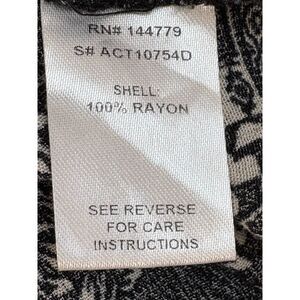 RN# 144779
S# ACT10754D
SHELL:
100% RAYON
SEE REVERSE
FOR CARE
INSTRUCTIONS